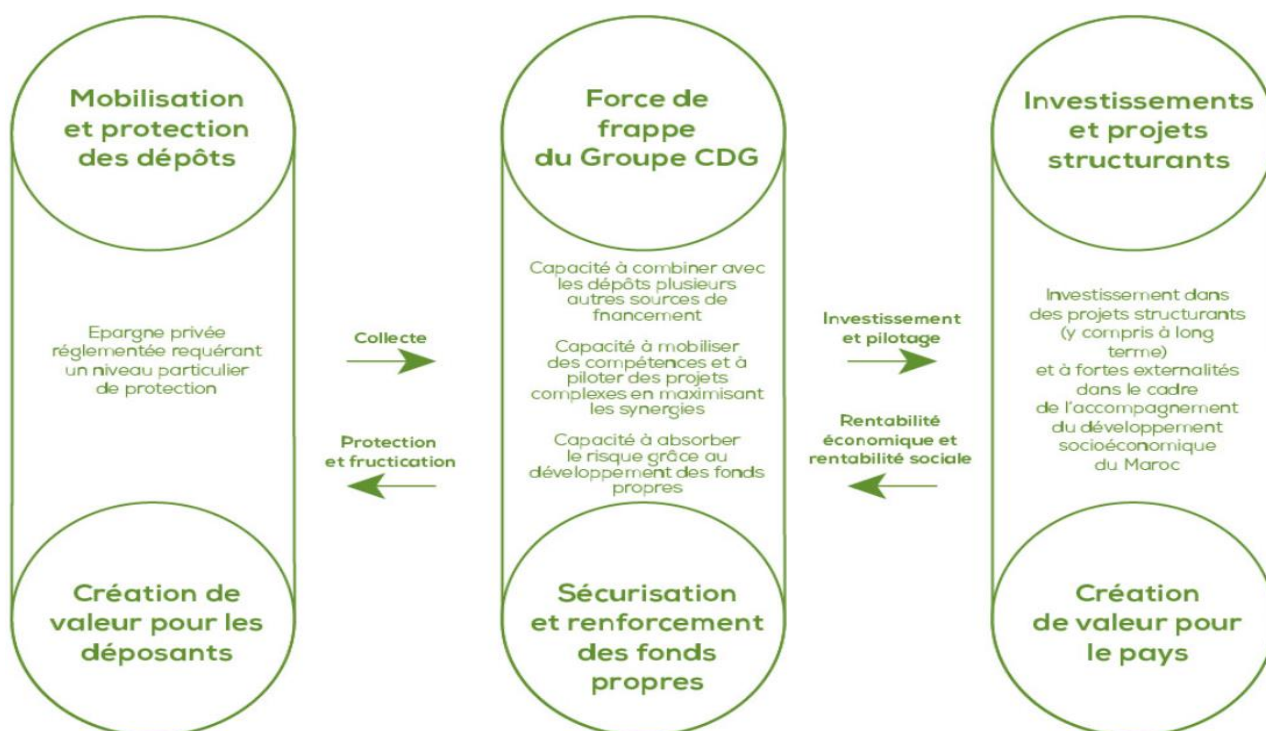 Mobilisation
et protection
des dépôts
Epargne privée
réglementée requérant
un niveau particulier
de protection
Création de
valeur pour les
déposants
Collecte
Protection
et fructication
Force de
frappe
du Groupe CDG
Capacité à combiner avec
les dépôts plusieurs
autres sources de
fnancement
Capacité à mobiliser
des compétences et à
piloter des projets
complexes en maximisant
les synergies
Capacité à absorber
le risque grâce au
développement des fonds
propres
Sécurisation
et renforcement
des fonds
propres
Investissement
et pilotage
Rentabilité
économique et
rentabilité sociale
Investissements
et projets
structurants
Investissement dans
des projets structurants
(y compris à long
terme)
et à fortes externalités
dans le cadre
de l'accompagnement
du développement
socioéconomique
du Maroc
Création
de valeur pour
le pays